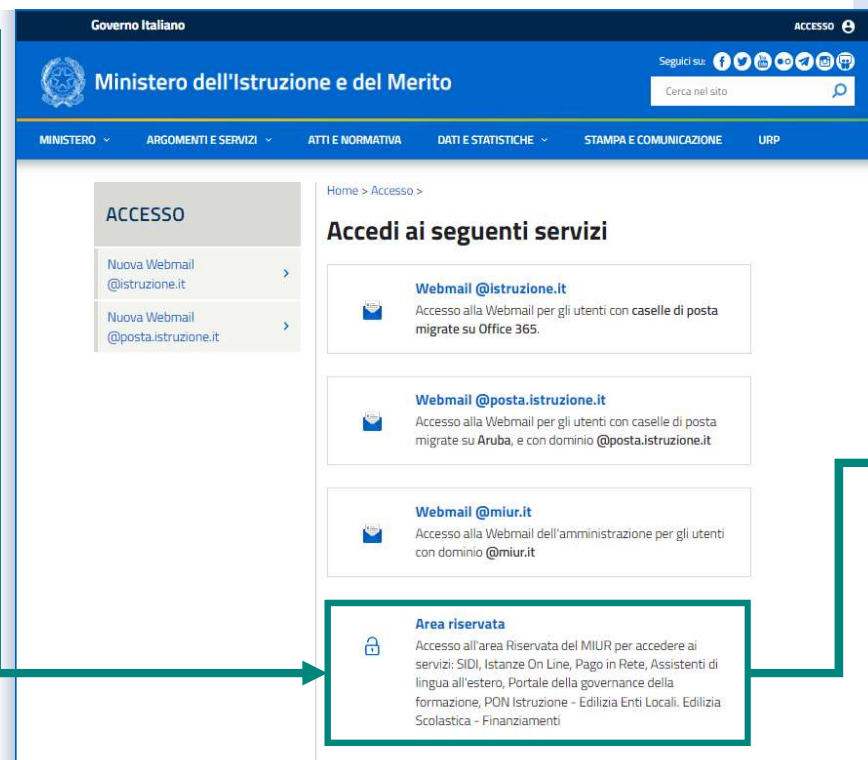 Governo Italiano
ACCESSO
Ministero dell'Istruzione e del Merito
Seguici su:
Cerca nel sito
MINISTERO ARGOMENTI E SERVIZI ATTI E NORMATIVA DATI E STATISTICHE STAMPA E COMUNICAZIONE URP
ACCESSO
Nuova Webmail
@istruzione.it
Nuova Webmail
@posta.istruzione.it
Home > Accesso >
Accedi ai seguenti servizi
Webmail @istruzione.it
Accesso alla Webmail per gli utenti con caselle di posta
migrate su Office 365.
Webmail @posta.istruzione.it
Accesso alla Webmail per gli utenti con caselle di posta
migrate su Aruba, e con dominio @posta.istruzione.it
Webmail @miur.it
Accesso alla Webmail dell'amministrazione per gli utenti
con dominio @miur.it
Area riservata
Accesso all'area Riservata del MIUR per accedere ai
servizi: SIDI, Istanze On Line, Pago in Rete, Assistenti di
lingua all'estero, Portale della governance della
formazione, PON Istruzione - Edilizia Enti Locali. Edilizia
Scolastica - Finanziamenti